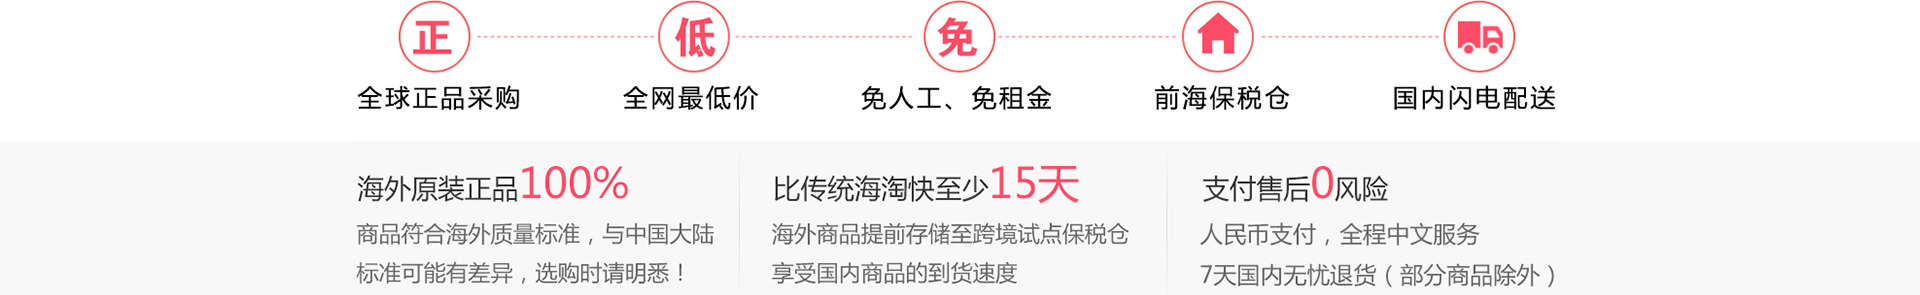 正 低 免
全球正品采购 全网最低价 免人工、免租金 前海保税仓 国内闪电配送
海外原装正品100% 比传统海淘快至少15天 支付售后0风险
商品符合海外质量标准，与中国大陆 海外商品提前存储至跨境试点保税仓 人民币支付，全程中文服务
标准可能有差异，选购时请明悉！ 享受国内商品的到货速度 7天国内无忧退货（部分商品除外）